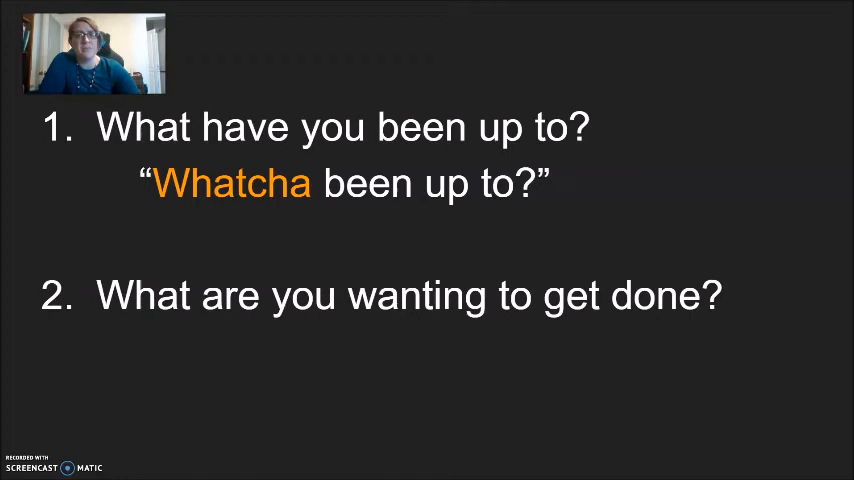 1. What have you been up to?
“Whatcha been up to?”
2. What are you wanting to get done?
RECORDED WITH
SCREENCAST MATIC